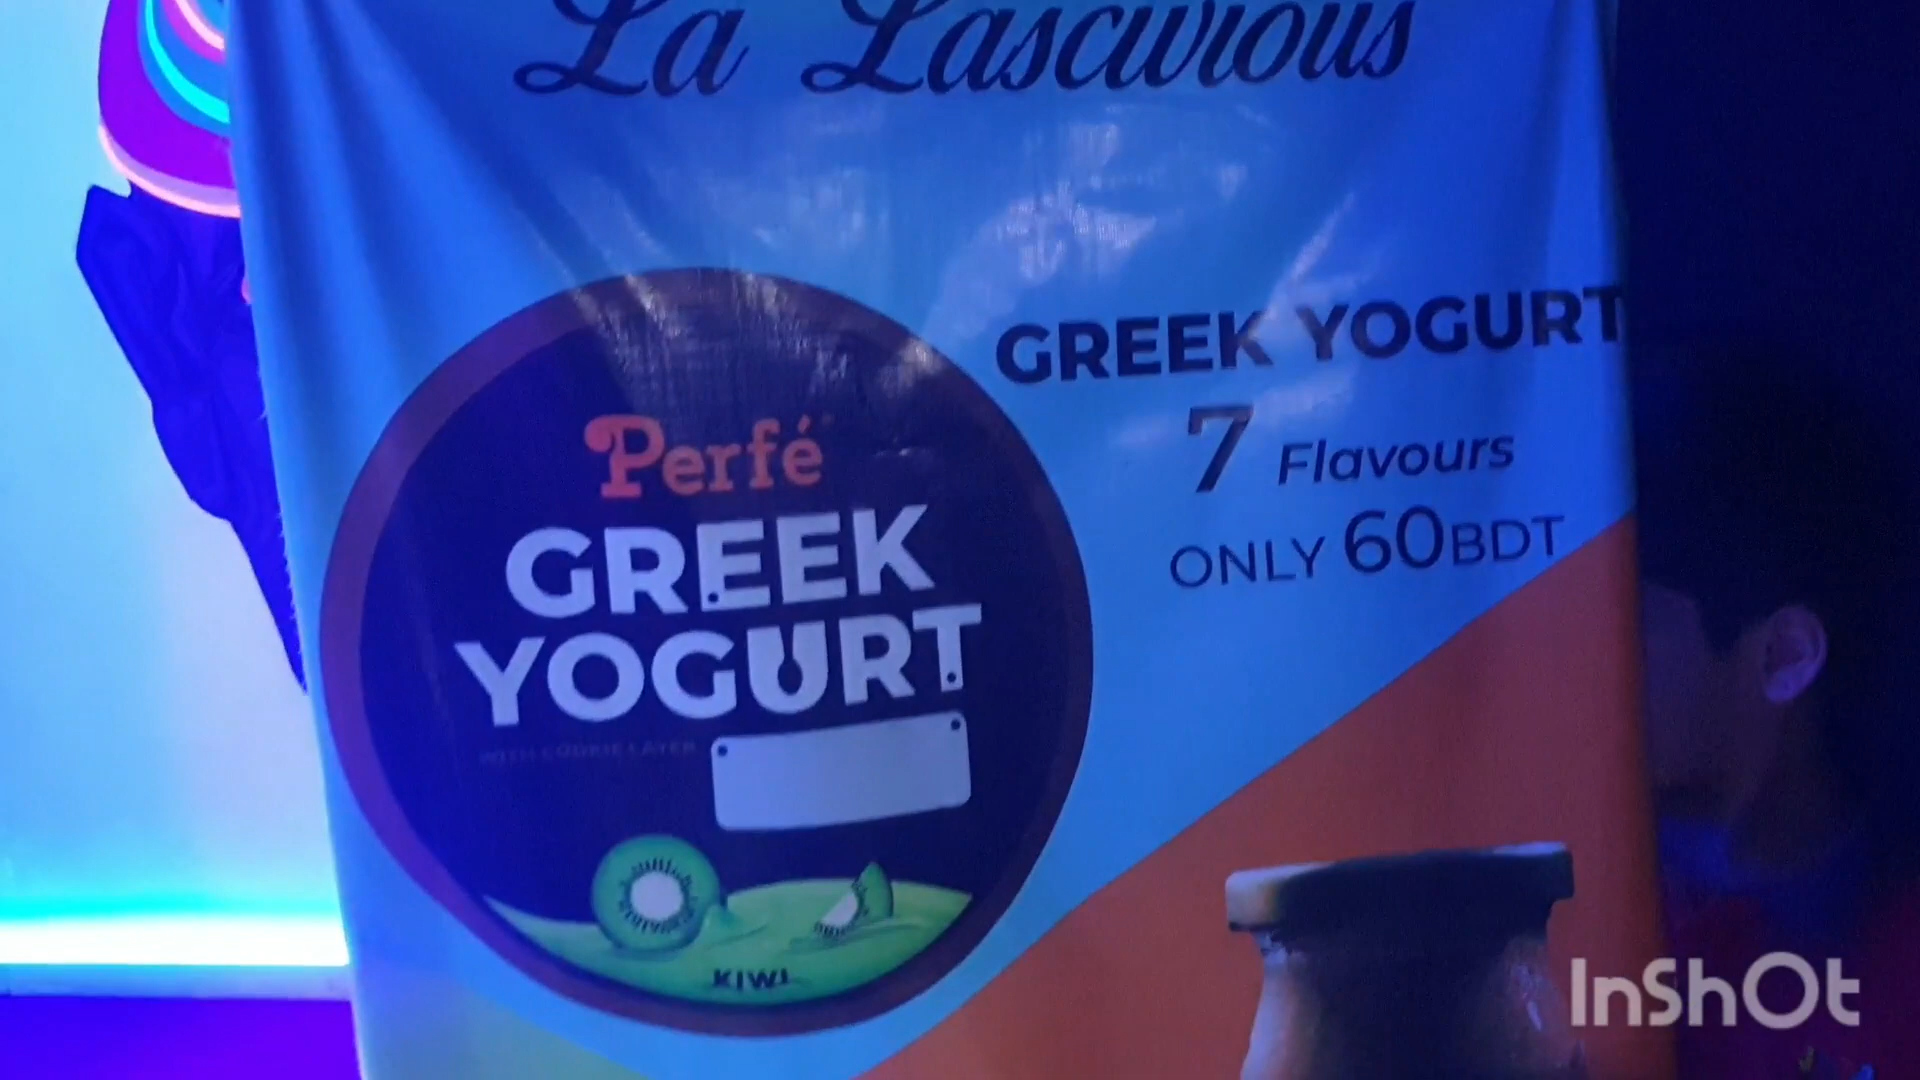 La Lascivious
GREEK YOGURT
7 Flavours
ONLY 60BDT
Perfé
GREEK
YOGURT
WITH COOKIE LAYER
KIWI
InShOt